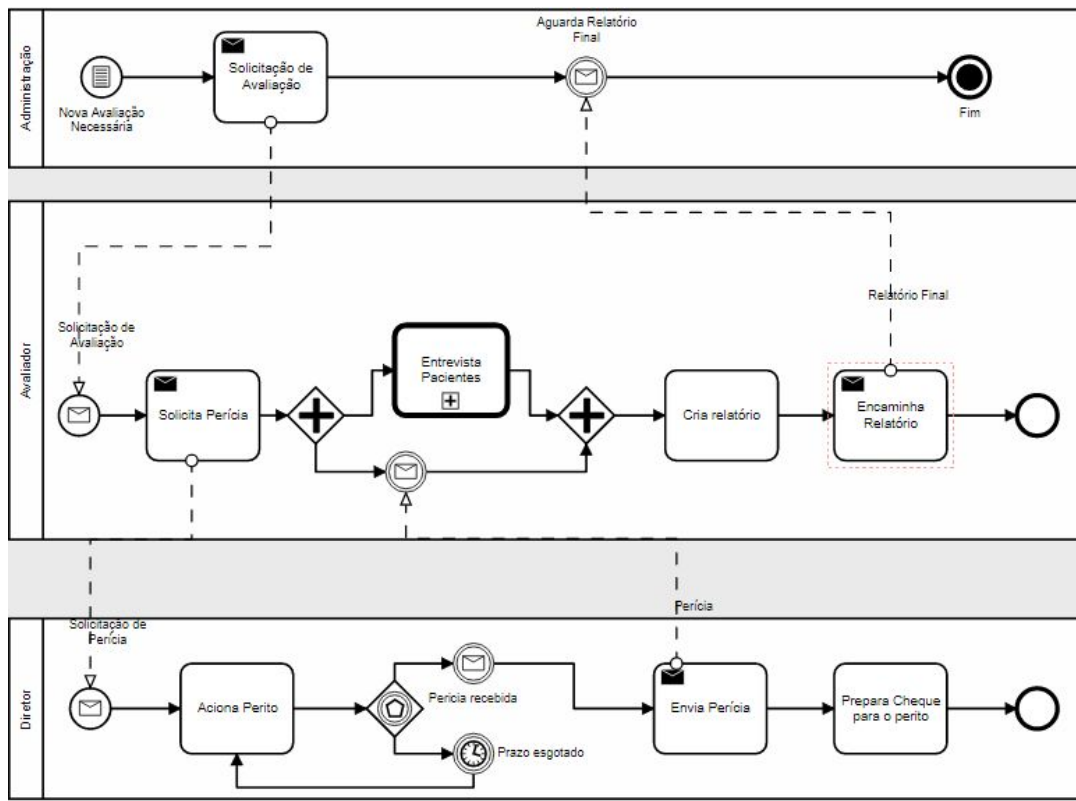 Administração
Nova Avaliação
Necessária
Solicitação de
Avaliação
Aguarda Relatório
Final
Fim
Avaliador
Solicitação de
Avaliação
Solicita Perícia
Entrevista
Pacientes
Cria relatório
Relatório Final
Encaminha
Relatório
Diretor
Solicitação de
Perícia
Aciona Perito
Pericia recebida
Prazo esgotado
Perícia
Envia Perícia
Prepara Cheque
para o perito